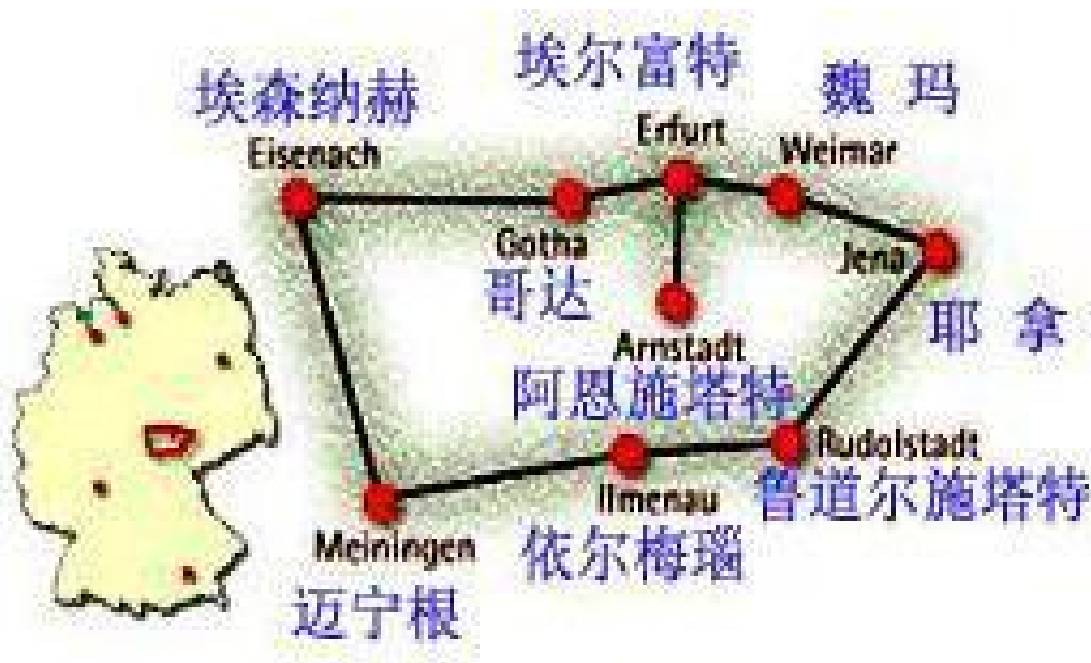 埃森纳赫
Eisenach
埃尔富特
Erfurt
魏 玛
Weimar
Gotha
哥达
Jena
耶 拿
Arnstadt
阿恩施塔特
Rudolstadt
鲁道尔施塔特
Ilmenau
依尔梅瑙
Meiningen
迈宁根